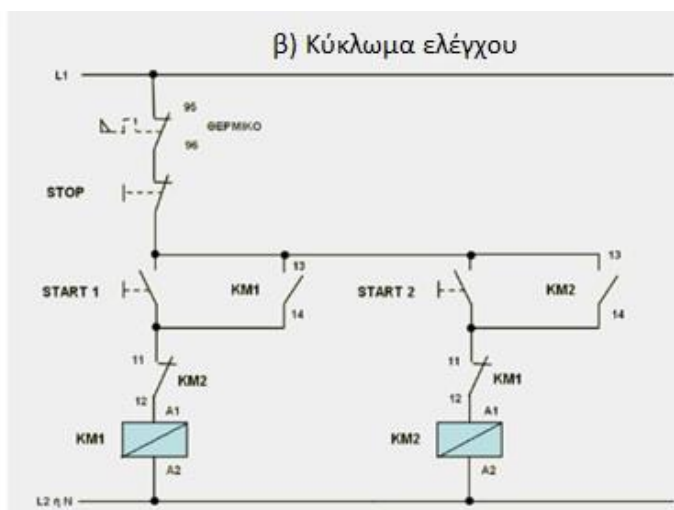 β) Κύκλωμα ελέγχου
L1
95
ΘΕΡΜΙΚΟ
96
STOP
13
13
START 1
KM1
START 2
KM2
14
14
11
KM2
12
11
KM1
12
A1
A1
KM1
KM2
A2
A2
L2 ή N